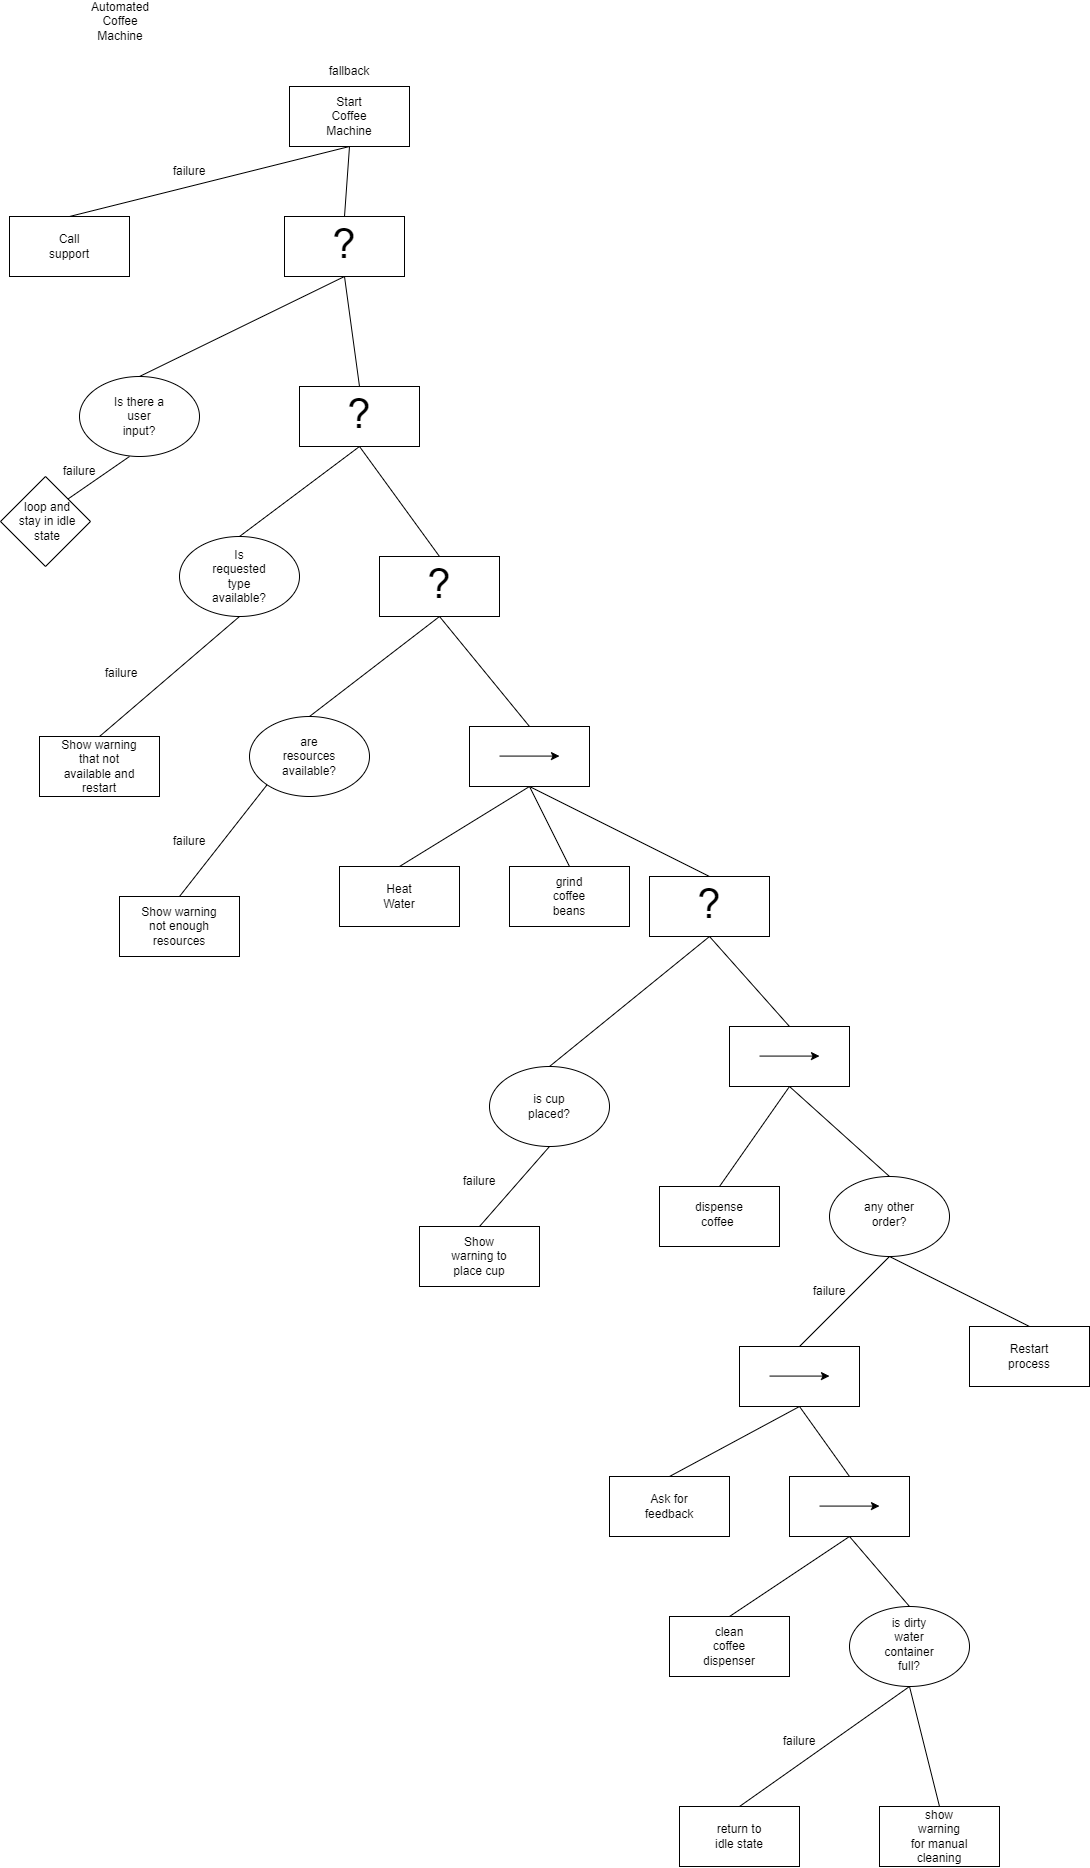 Automated
Coffee
Machine
fallback
Start
Coffee
Machine
failure
Call
support
?
Is there a
user
input?
?
failure
loop and
stay in idle
state
Is
requested
type
available?
?
failure
Show warning
that not
available and
restart
are
resources
available?
failure
Heat
Water
grind
coffee
beans
?
Show warning
not enough
resources
is cup
placed?
failure
Show
warning to
place cup
dispense
coffee
any other
order?
failure
Restart
process
Ask for
feedback
clean
coffee
dispenser
is dirty
water
container
full?
failure
return to
idle state
show
warning
for manual
cleaning